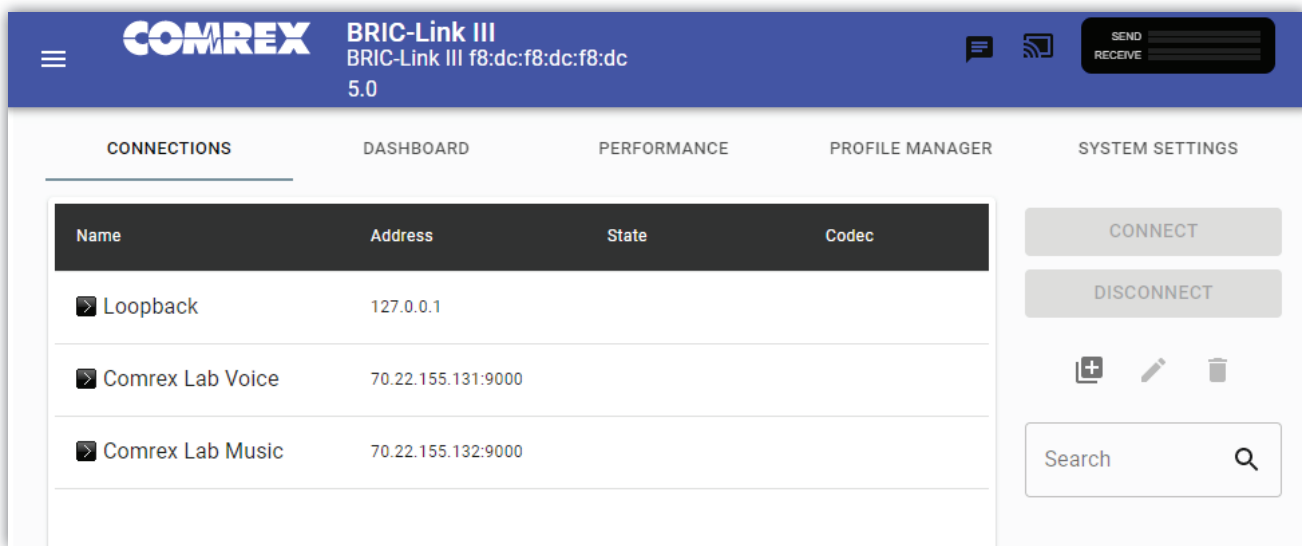 COMREX
BRIC-Link III
BRIC-Link III f8:dc:f8:dc:f8:dc
5.0
SEND
RECEIVE
CONNECTIONS DASHBOARD PERFORMANCE PROFILE MANAGER SYSTEM SETTINGS
Name Address State Codec
CONNECT
Loopback 127.0.0.1
DISCONNECT
Comrex Lab Voice 70.22.155.131:9000
Comrex Lab Music 70.22.155.132:9000
Search